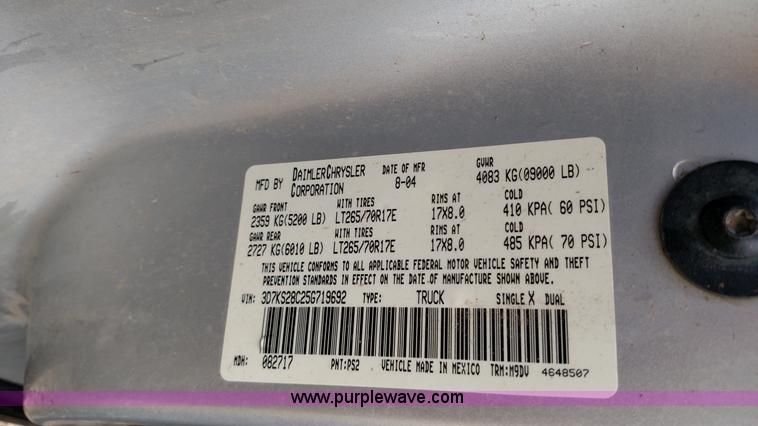 MFD BY DAIMLERCHRYSLER CORPORATION DATE OF MFR 8-04 GVWR 4083 KG(09000 LB)
GAWR FRONT WITH TIRES RIMS AT COLD
2359 KG(5200 LB) LT265/70R17E 17X8.0 410 KPA( 60 PSI)
GAWR REAR WITH TIRES RIMS AT COLD
2727 KG(6010 LB) LT265/70R17E 17X8.0 485 KPA( 70 PSI)
THIS VEHICLE CONFORMS TO ALL APPLICABLE FEDERAL MOTOR VEHICLE SAFETY AND THEFT
PREVENTION STANDARDS IN EFFECT ON THE DATE OF MANUFACTURE SHOWN ABOVE.
VIN: 3D7KS28C25G719692 TYPE: TRUCK SINGLE X DUAL
MDH: 082717 PNT:PS2 VEHICLE MADE IN MEXICO TRM:M9DV 4648507
www.purplewave.com